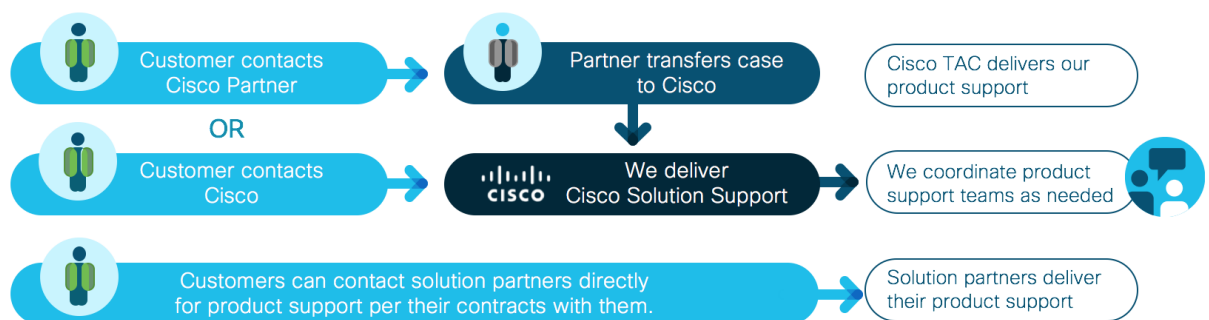 Customer contacts
Cisco Partner
Partner transfers case
to Cisco
Cisco TAC delivers our
product support
OR
Customer contacts
Cisco
CISCO
We deliver
Cisco Solution Support
We coordinate product
support teams as needed
Customers can contact solution partners directly
for product support per their contracts with them.
Solution partners deliver
their product support